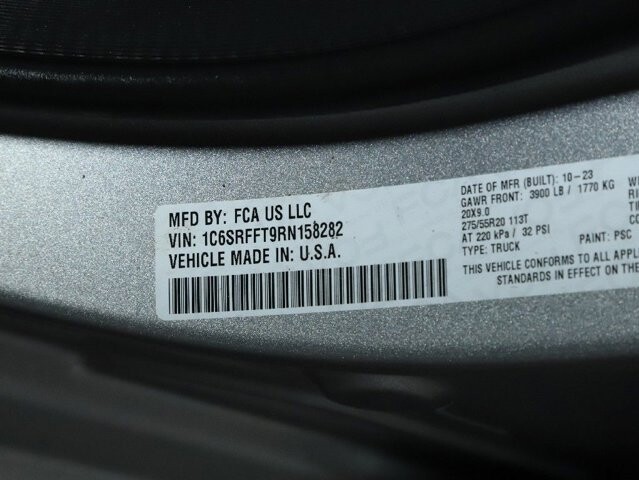 MFD BY: FCA US LLC
VIN: 1C6SRFFT9RN158282
VEHICLE MADE IN: U.S.A.
DATE OF MFR (BUILT): 10-23
GAWR FRONT: 3900 LB / 1770 KG
20X9.0
275/55R20 113T
AT 220 kPa / 32 PSI
TYPE: TRUCK PAINT: PSC
THIS VEHICLE CONFORMS TO ALL APPL
STANDARDS IN EFFECT ON THE